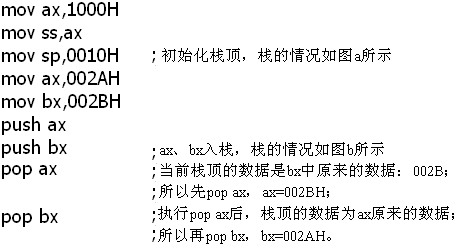 mov ax,1000H
mov ss,ax
mov sp,0010H ;初始化栈顶,栈的情况如图a所示
mov ax,002AH
mov bx,002BH
push ax
push bx ;ax、bx入栈,栈的情况如图b所示
pop ax ;当前栈顶的数据是bx中原来的数据:002B;
;所以先pop ax,ax=002BH;
pop bx ;执行pop ax后,栈顶的数据为ax原来的数据;
;所以再pop bx,bx=002AH。